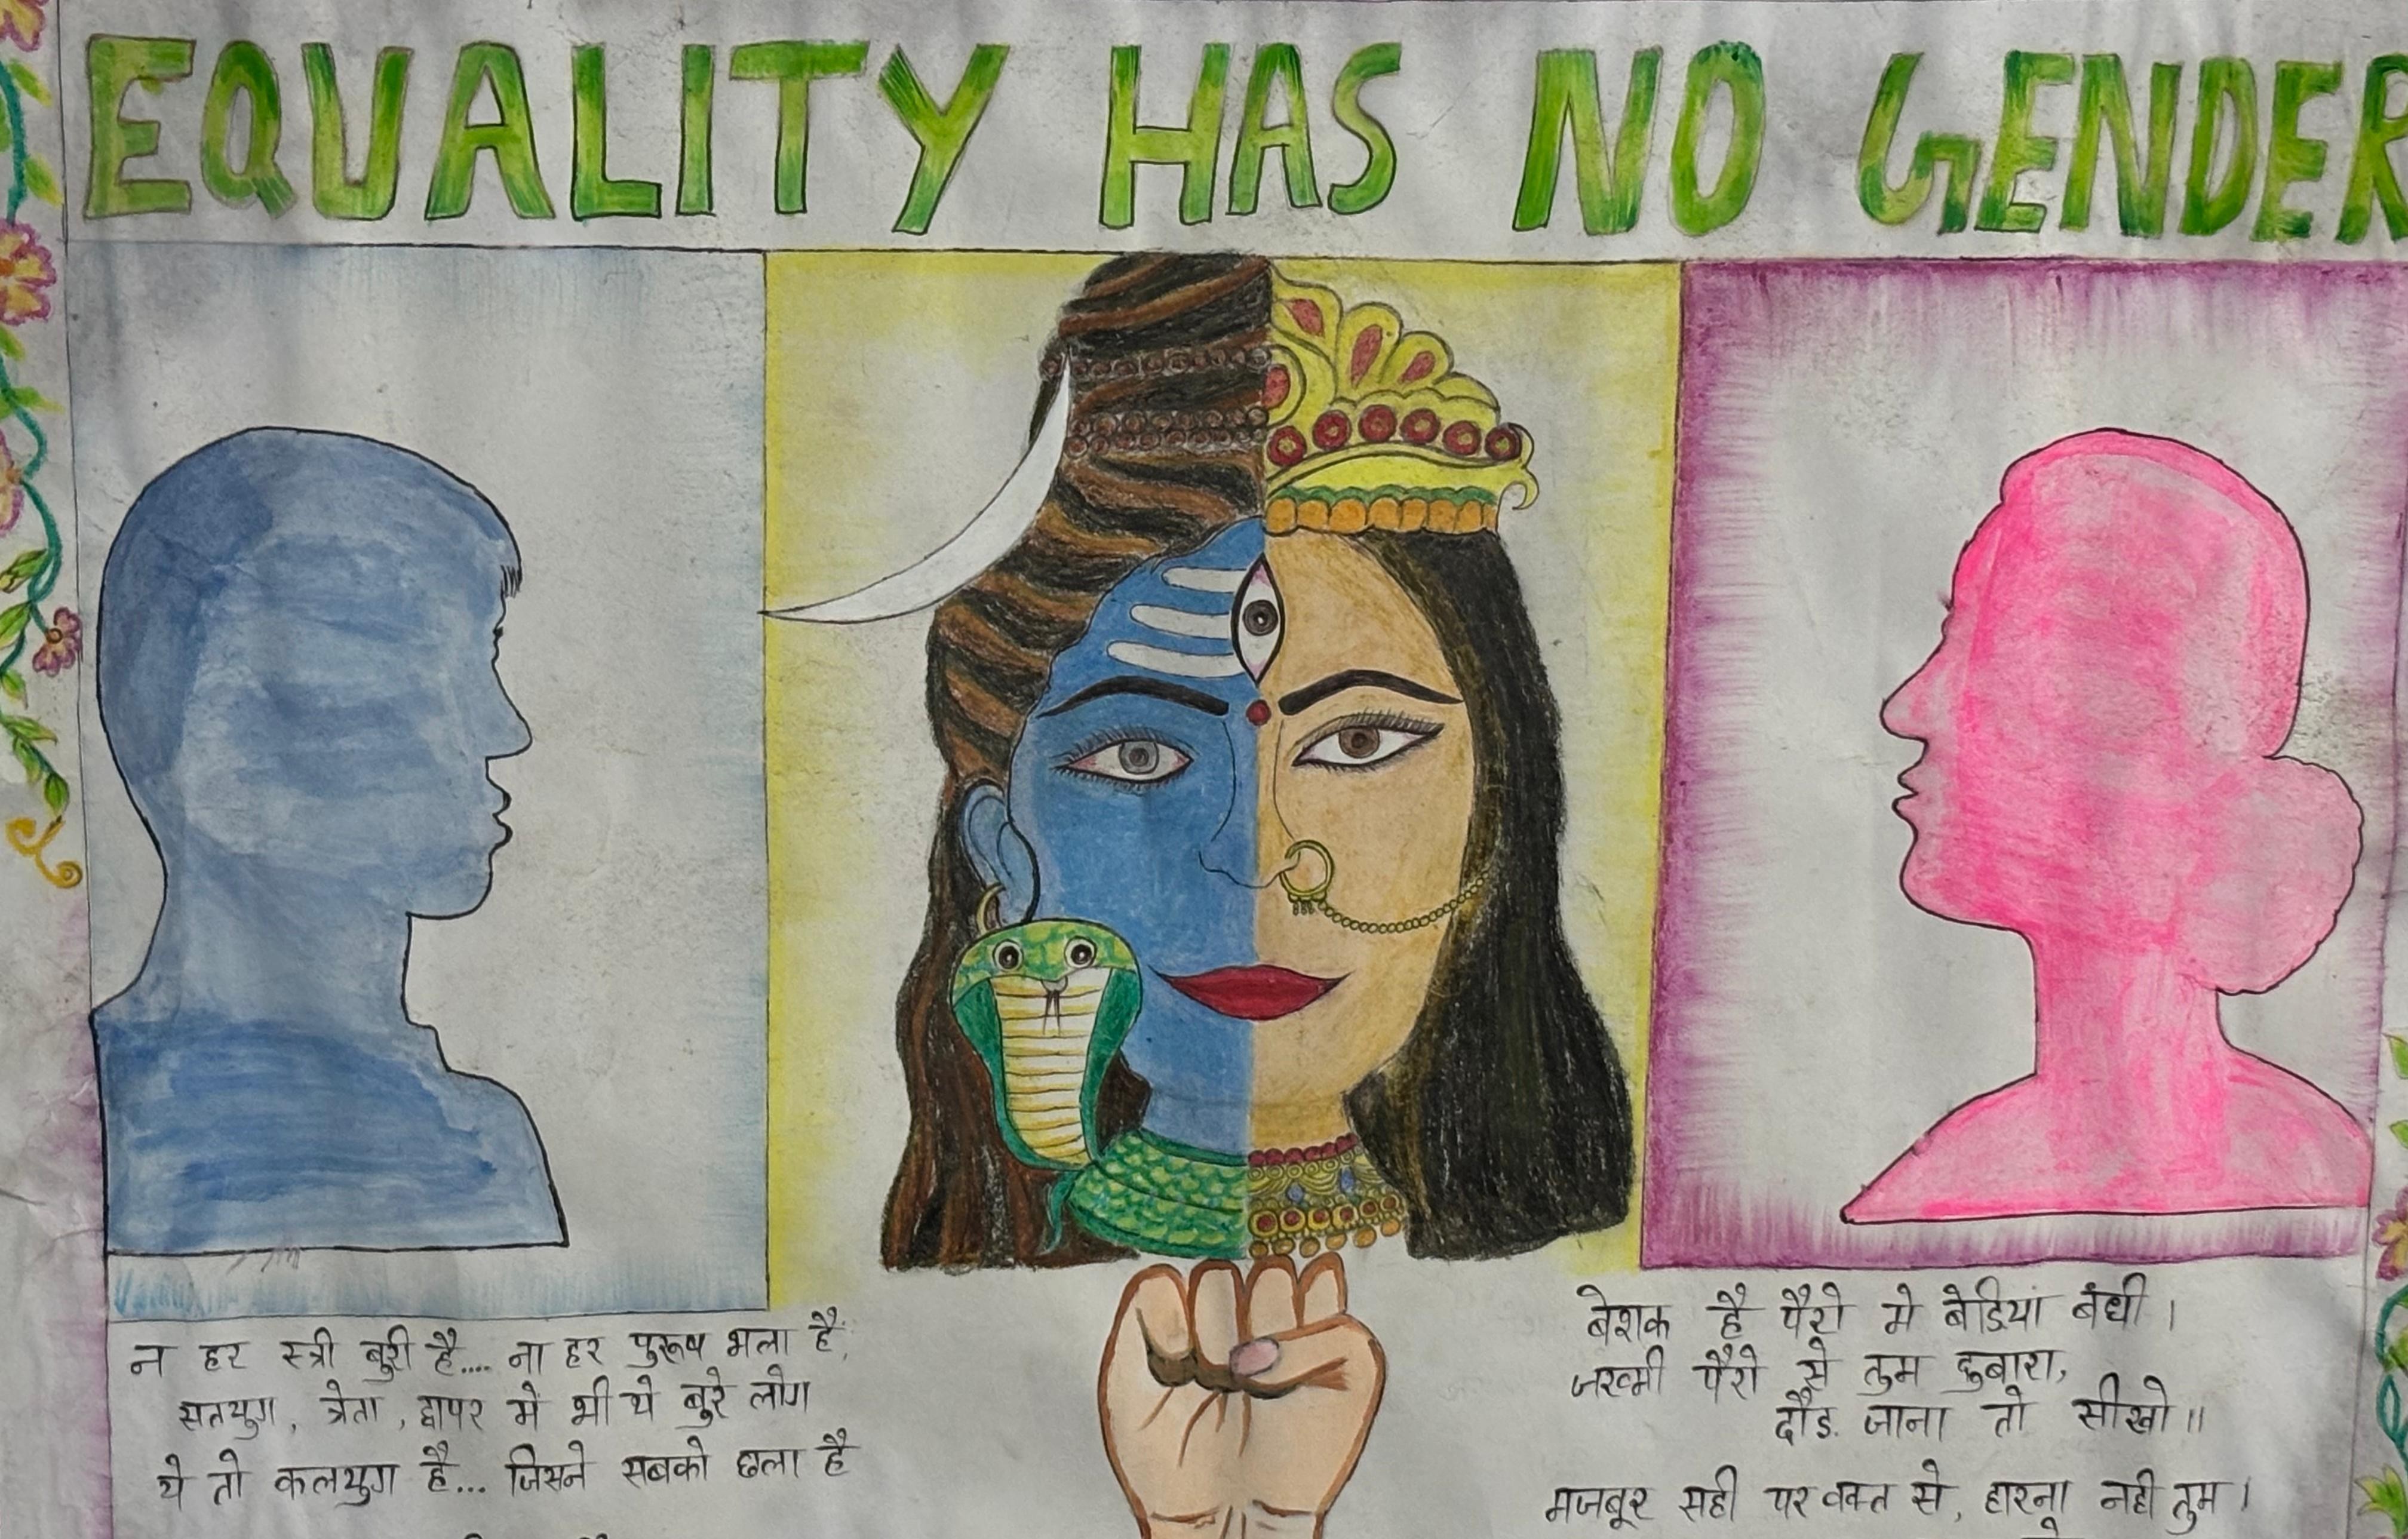 EQUALITY HAS NO GENDER
न हर स्त्री बुरी है.... ना हर पुरूष भला है;
सतयुग, त्रेता, द्वापर में भी थे बुरे लोग
ये तो कलयुग है... जिसने सबको छला है
बेशक है पैरो मे बेडियां बंधी।
जख्मी पैरो से तुम दुबारा,
दौड़. जाना तो सीखो॥
मजबूर सही पर वक्त से, हारना नही तुम।